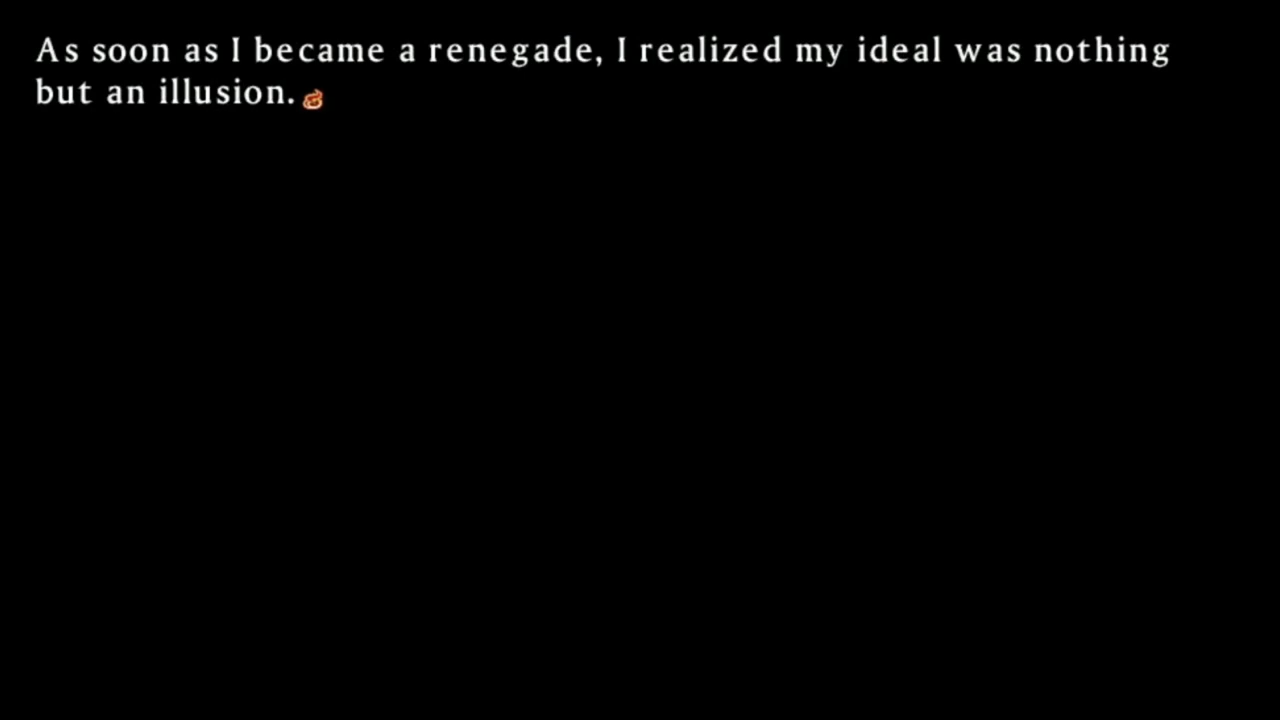 As soon as I became a renegade, I realized my ideal was nothing
but an illusion.